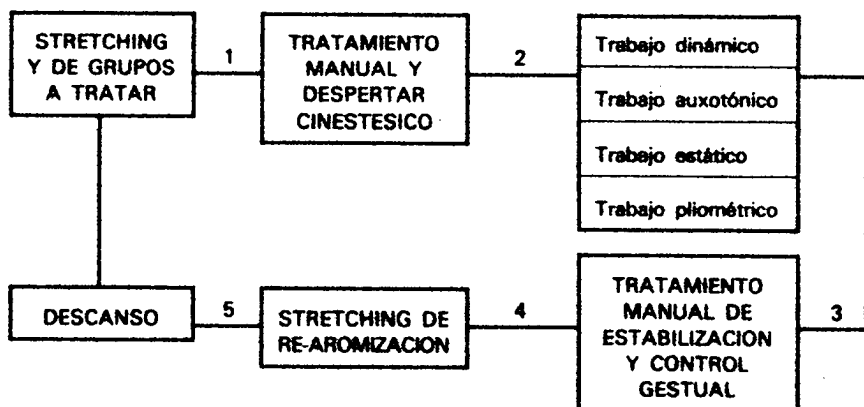 STRETCHING
Y DE GRUPOS
A TRATAR
1
TRATAMIENTO
MANUAL Y
DESPERTAR
CINESTESICO
2
Trabajo dinámico
Trabajo auxotónico
Trabajo estático
Trabajo pliométrico
DESCANSO
5
STRETCHING DE
RE-AROMIZACION
4
TRATAMIENTO
MANUAL DE
ESTABILIZACION
Y CONTROL
GESTUAL
3